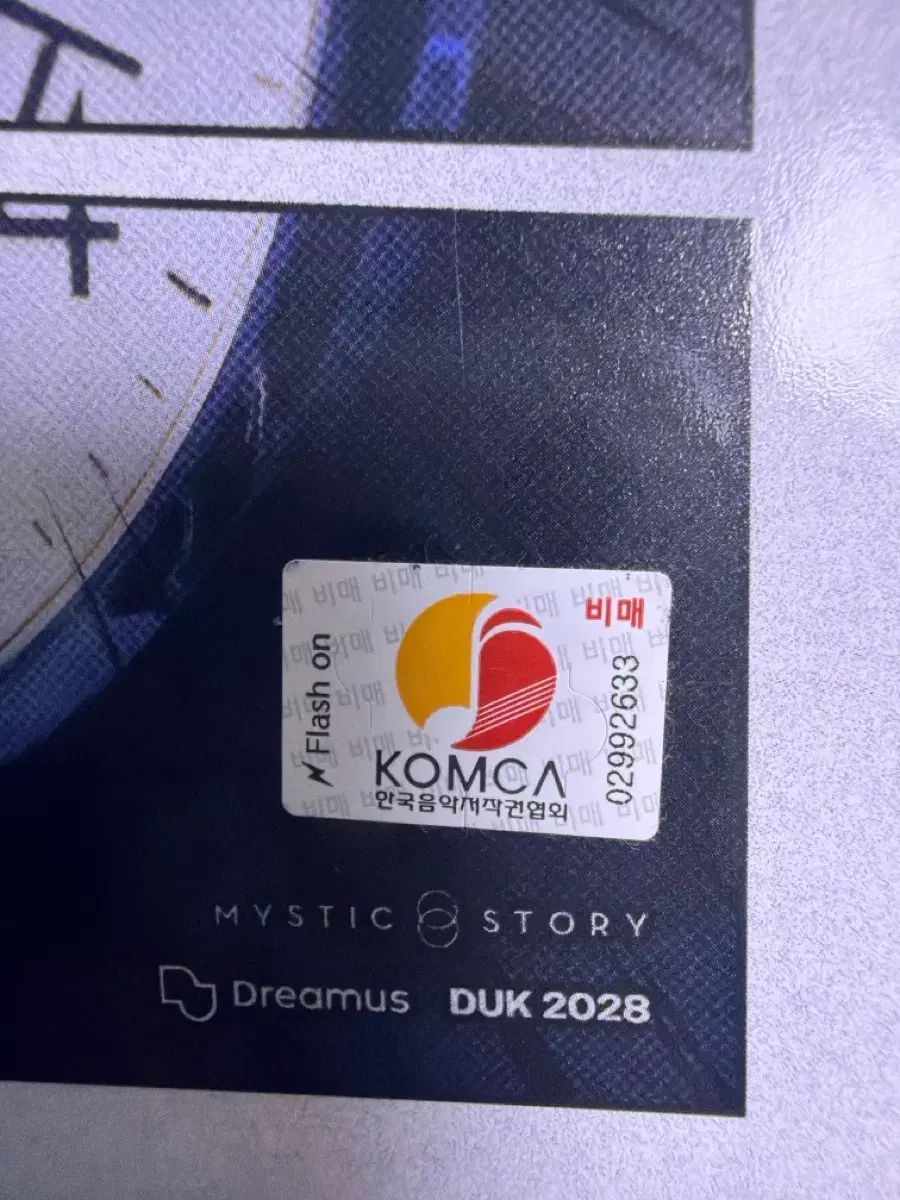 비매
Flash on
02992633
KOMCA
한국음악저작권협회
MYSTIC STORY
Dreamus DUK 2028